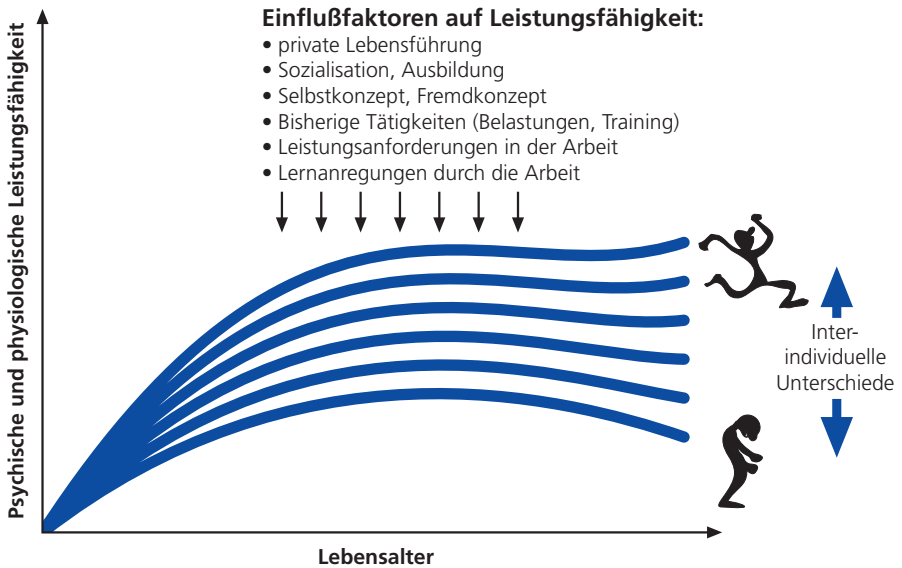 Psychische und physiologische Leistungsfähigkeit
Einflußfaktoren auf Leistungsfähigkeit:
• private Lebensführung
• Sozialisation, Ausbildung
• Selbstkonzept, Fremdkonzept
• Bisherige Tätigkeiten (Belastungen, Training)
• Leistungsanforderungen in der Arbeit
• Lernanregungen durch die Arbeit
Inter-
individuelle
Unterschiede
Lebensalter